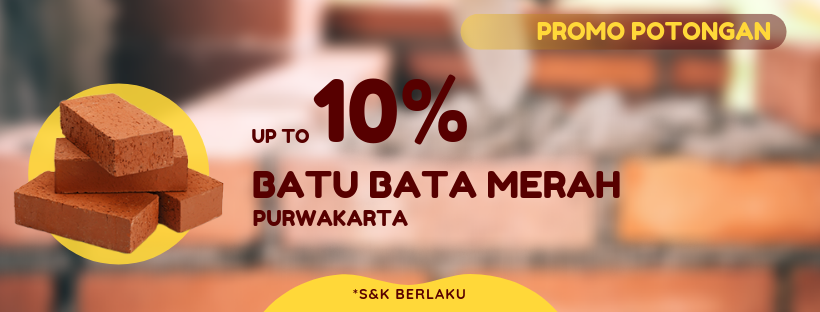 PROMO POTONGAN
UP TO 10%
BATU BATA MERAH
PURWAKARTA
*S&K BERLAKU